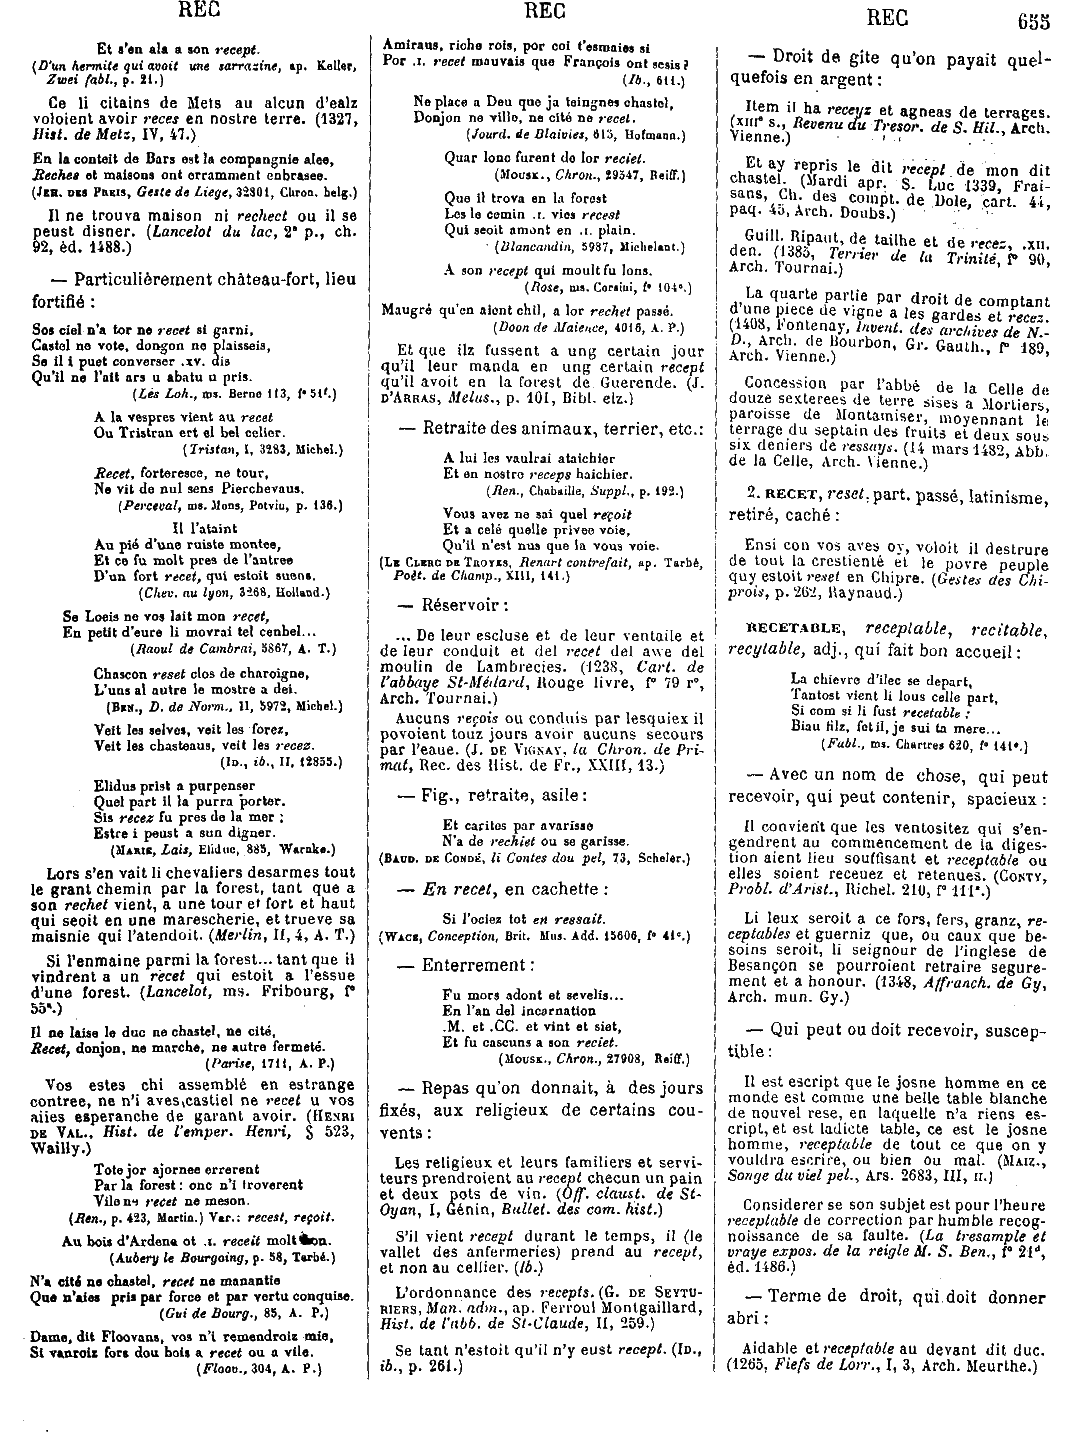 REC
REC
REC
655
Et s'en ala a son recept.
(D'un hermite qui avoit une sarrazine, ap. Keller,
Zwei fabl., p. 21.)
Ce li citains de Mets au alcun d'ealz
voloient avoir reces en nostre terre. (1327,
Hist. de Metz, IV, 47.)
En la conteit de Bars est la compangnie alee,
Reches et maisons ont erramment enbrasee.
(JEH. DES PREIS, Geste de Liege, 32801, Chron. belg.)
Il ne trouva maison ni rechect ou il se
peust disner. (Lancelot du lac, 2e p., ch.
92, éd. 1488.)
— Particulièrement château-fort, lieu
fortifié :
Sos ciel n'a tor ne recet si garni,
Castel ne vote, dongon ne plaisseis,
Se il i puet converser .xv. dis
Qu'il ne l'ait ars u abatu u pris.
(Les Loh., ms. Berne 113, f° 51f.)
A la vespres vient au recet
Ou Tristran ert el bel celier.
(Tristan, I, 3283, Michel.)
Recet, forteresce, ne tour,
Ne vit de nul sens Pierchevaus.
(Perceval, ms. Mons, Potvin, p. 136.)
Il l'ataint
Au pié d'une ruiste montee,
Et ce fu molt pres de l'antree
D'un fort recet, qui estoit suens.
(Chev. au lyon, 3268, Holland.)
Se Loeis ne vos lait mon recet,
En petit d'eure li movrai tel cenbel...
(Raoul de Cambrai, 5867, A. T.)
Chascon reset clos de charoigne,
L'uns al autre le mostre a dei.
(BEN., D. de Norm., II, 5972, Michel.)
Veit les selves, veit les forez,
Veit les chasteaus, veit les recez.
(ID., ib., II, 12855.)
Elidus prist a purpenser
Quel part il la purra porter.
Sis recez fu pres de la mer ;
Estre i peust a sun digner.
(MARIE, Lais, Eliduc, 885, Warnke.)
Lors s'en vait li chevaliers desarmes tout
le grant chemin par la forest, tant que a
son rechet vient, a une tour et fort et haut
qui seoit en une marescherie, et trueve sa
maisnie qui l'atendoit. (Merlin, II, 4, A. T.)
Si l'enmaine parmi la forest... tant que il
vindrent a un recet qui estoit a l'essue
d'une forest. (Lancelot, ms. Fribourg, f°
55a.)
Il ne laise le duc ne chastel, ne cité,
Recet, donjon, ne marche, ne autre fermeté.
(Parise, 1711, A. P.)
Vos estes chi assemblé en estrange
contree, ne n'i aves castiel ne recet u vos
aiies esperanche de garant avoir. (HENRI
DE VAL., Hist. de l'emper. Henri, § 523,
Wailly.)
Tote jor ajornee errerent
Par la forest : onc n'i troverent
Vile ne recet ne meson.
(Ren., p. 423, Martin.) Var.: recest, reçoit.
Au bois d'Ardene ot .I. receit molt bon.
(Aubery le Bourgoing, p. 58, Tarbé.)
N'a cité ne chastel, recet ne manantie
Que n'aies pris par force et par vertu conquise.
(Gui de Bourg., 85, A. P.)
Dame, dit Floovans, vos n'i remendroiz mie,
Si vanroiz fors dou bois a recet ou a vile.
(Floov., 304, A. P.)
Amiraus, riche rois, por coi t'esmaies si
Por .I. recet mauvais que François ont sesis ?
(Ib., 611.)
Ne place a Deu que ja teingnes chastel,
Donjon ne ville, ne cité ne recet.
(Jourd. de Blaivies, 613, Hofmann.)
Quar lonc furent de lor reciet.
(MOUSK., Chron., 29547, Reiff.)
Que il trova en la forest
Les le cemin .I. vies recest
Qui seoit amont en .I. plain.
(Blancandin, 5987, Michelant.)
A son recept qui moult fu lons.
(Rose, ms. Corsini, f° 104c.)
Maugré qu'en aient chil, a lor rechet passé.
(Doon de Maience, 4016, A. P.)
Et que ilz fussent a ung certain jour
qu'il leur manda en ung certain recept
qu'il avoit en la forest de Guerende. (J.
D'ARRAS, Melus., p. 101, Bibl. elz.)
— Retraite des animaux, terrier, etc.:
A lui les vaulrai ataichier
Et en nostre receps haichier.
(Ren., Chabaille, Suppl., p. 192.)
Vous avez ne sai quel reçoit
Et a celé quelle privee voie,
Qu'il n'est nus que la vous voie.
(LE CLERC DE TROYES, Renart contrefait, ap. Tarbé,
Poët. de Champ., XIII, 141.)
— Réservoir :
... De leur escluse et de leur ventaile et
de leur conduit et del recet del awe del
moulin de Lambrecies. (1238, Cart. de
l'abbaye St-Médard, Rouge livre, f° 79 r°,
Arch. Tournai.)
Aucuns reçois ou conduis par lesquiex il
povoient touz jours avoir aucuns secours
par l'eaue. (J. DE VIGNAY, la Chron. de Pri-
mat, Rec. des Hist. de Fr., XXIII, 13.)
— Fig., retraite, asile :
Et caritos par avarisse
N'a de rechiet ou se garisse.
(BAUD. DE CONDÉ, li Contes dou pel, 73, Scheler.)
— En recet, en cachette :
Si l'ociez tot en ressait.
(WACE, Conception, Brit. Mus. Add. 15606, f° 41c.)
— Enterrement :
Fu mors adont et sevelis...
En l'an del incarnation
.M. et .CC. et vint et siet,
Et fu cascuns a son reciet.
(MOUSK., Chron., 27908, Reiff.)
— Repas qu'on donnait, à des jours
fixés, aux religieux de certains cou-
vents :
Les religieux et leurs familiers et servi-
teurs prendroient au recept checun un pain
et deux pots de vin. (Off. claust. de St-
Oyan, I, Génin, Bullet. des com. hist.)
S'il vient recept durant le temps, il (le
vallet des anfermeries) prend au recept,
et non au cellier. (Ib.)
L'ordonnance des recepts. (G. DE SEYTU-
RIERS, Man. adm., ap. Ferroul Montgaillard,
Hist. de l'abb. de St-Claude, II, 259.)
Se tant n'estoit qu'il n'y eust recept. (ID.,
ib., p. 261.)
— Droit de gîte qu'on payait quel-
quefois en argent :
Item il ha receyz et agneas de terrages.
(XIIIe s., Revenu du Tresor. de S. Hil., Arch.
Vienne.)
Et ay repris le dit recept de mon dit
chastel. (Mardi apr. S. Luc 1339, Frai-
sans, Ch. des compt. de Dole, cart. 44,
paq. 45, Arch. Doubs.)
Guill. Ripaut, de tailhe et de recez, .XII.
den. (1385, Terrier de la Trinité, f° 90,
Arch. Tournai.)
La quarte partie par droit de comptant
d'une piece de vigne a les gardes et recez.
(1408, Fontenay, Invent. des archives de N.-
D., Arch. de Bourbon, Gr. Gauth., f° 189,
Arch. Vienne.)
Concession par l'abbé de la Celle de
douze sexterees de terre sises a Mortiers,
paroisse de Montamiser, moyennant le
terrage du septain des fruits et deux sous
six deniers de ressays. (14 mars 1482, Abb.
de la Celle, Arch. Vienne.)
2. RECET, reset, part. passé, latinisme,
retiré, caché :
Ensi con vos aves oy, voloit il destrure
de tout la crestienté et le povre peuple
quy estoit reset en Chipre. (Gestes des Chi-
prois, p. 262, Raynaud.)
RECETABLE, receptable, recitable,
recytable, adj., qui fait bon accueil :
La chievre d'ilec se depart,
Tantost vient li lous celle part,
Si com si li fust recetable :
Biau filz, fet il, je sui ta mere...
(Fabl., ms. Chartres 620, f° 141a.)
— Avec un nom de chose, qui peut
recevoir, qui peut contenir, spacieux :
Il convient que les ventositez qui s'en-
gendrent au commencement de la diges-
tion aient lieu souffisant et receptable ou
elles soient receuez et retenues. (CONTY,
Probl. d'Arist., Richel. 210, f° 111a.)
Li leux seroit a ce fors, fers, granz, re-
ceptables et guerniz que, ou caux que be-
soins seroit, li seignour de l'inglese de
Besançon se pourroient retraire segure-
ment et a honour. (1348, Affranch. de Gy,
Arch. mun. Gy.)
— Qui peut ou doit recevoir, suscep-
tible :
Il est escript que le josne homme en ce
monde est comme une belle table blanche
de nouvel rese, en laquelle n'a riens es-
cript, et est ladicte table, ce est le josne
homme, receptable de tout ce que on y
vouldra escrire, ou bien ou mal. (MAIZ.,
Songe du viel pel., Ars. 2683, III, II.)
Considerer se son subjet est pour l'heure
receptable de correction par humble recog-
noissance de sa faulte. (La tresample et
vraye expos. de la reigle M. S. Ben., f° 21d,
éd. 1486.)
— Terme de droit, qui doit donner
abri :
Aidable et receptable au devant dit duc.
(1265, Fiefs de Lorr., I, 3, Arch. Meurthe.)